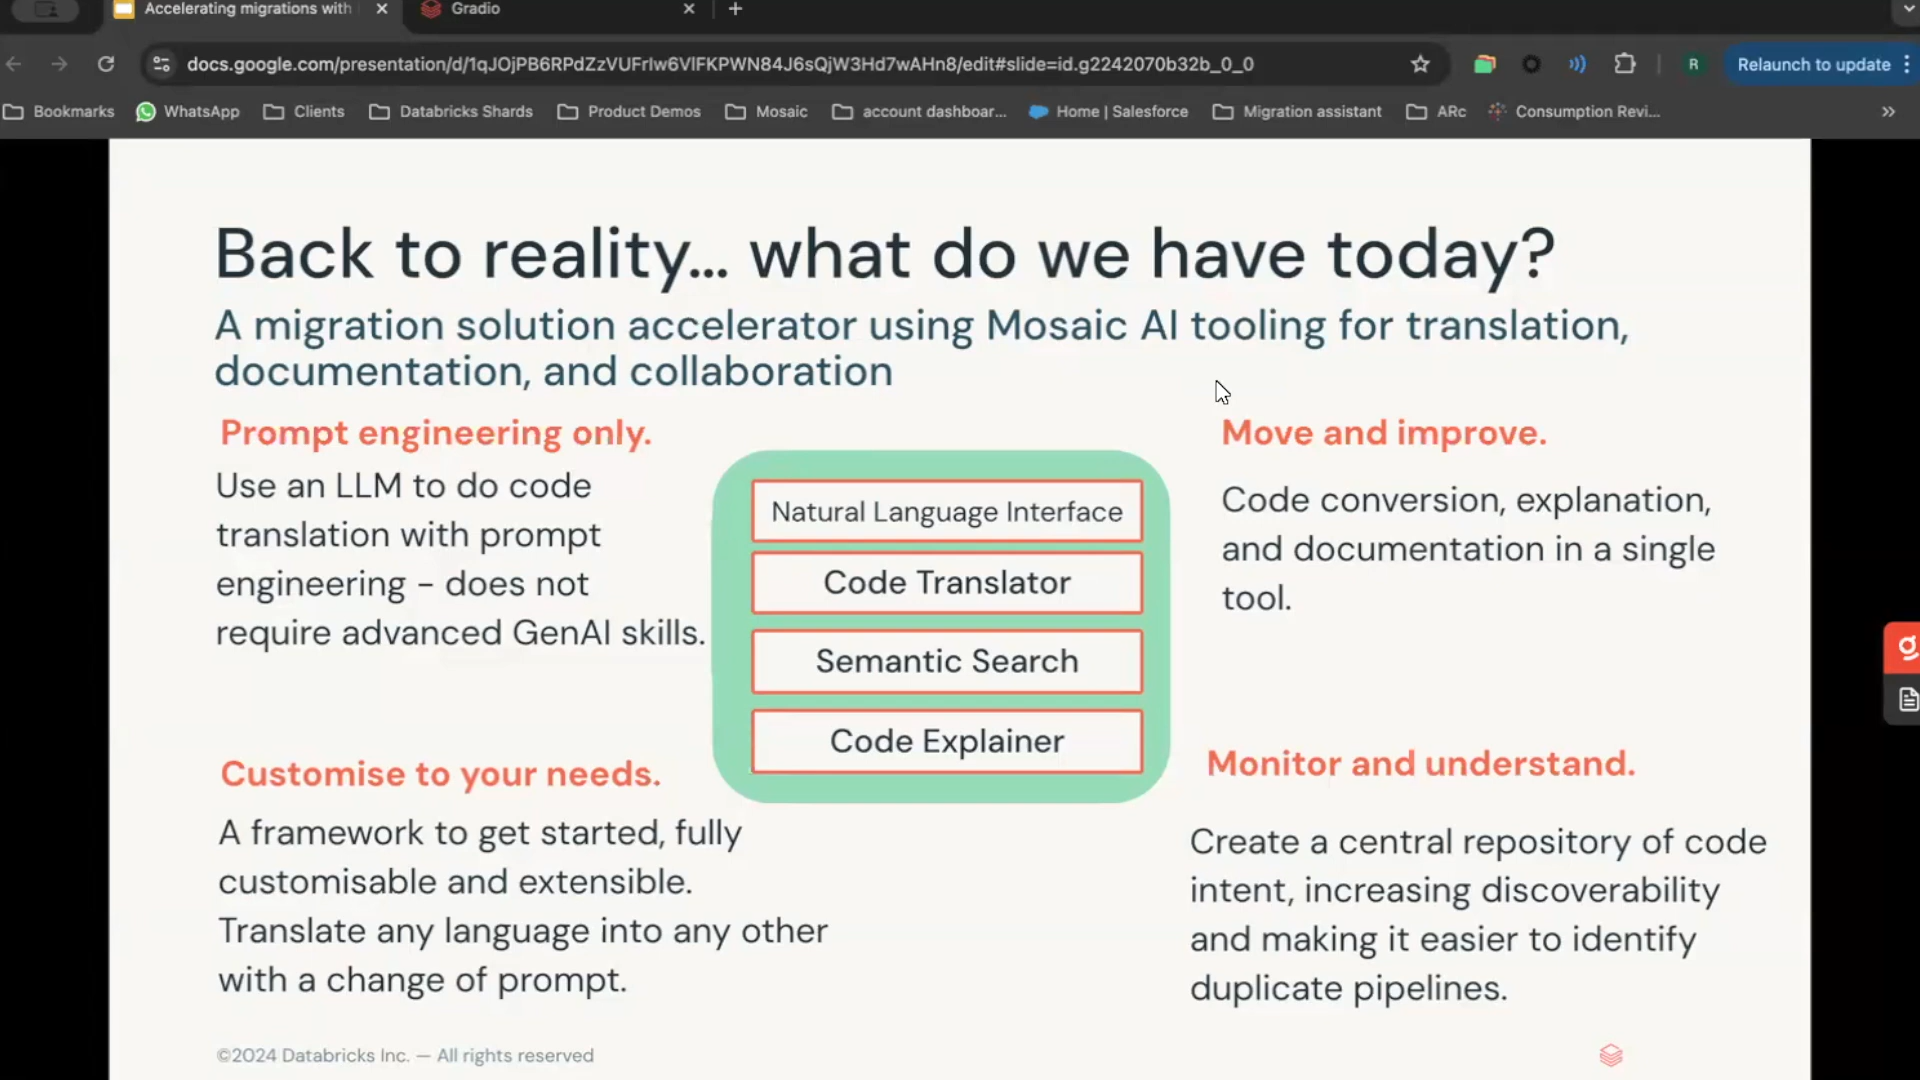 Accelerating migrations with
Gradio
docs.google.com/presentation/d/1qJOjPB6RPdZzVUFrIw6VlFKPWN84J6sQjW3Hd7wAHn8/edit#slide=id.g2242070b32b_0_0
R
Relaunch to update
Bookmarks
WhatsApp
Clients
Databricks Shards
Product Demos
Mosaic
account dashboar...
Home | Salesforce
Migration assistant
ARc
Consumption Revi...
Back to reality... what do we have today?
A migration solution accelerator using Mosaic AI tooling for translation,
documentation, and collaboration
Prompt engineering only.
Use an LLM to do code
translation with prompt
engineering - does not
require advanced GenAI skills.
Natural Language Interface
Code Translator
Semantic Search
Code Explainer
Move and improve.
Code conversion, explanation,
and documentation in a single
tool.
Customise to your needs.
A framework to get started, fully
customisable and extensible.
Translate any language into any other
with a change of prompt.
Monitor and understand.
Create a central repository of code
intent, increasing discoverability
and making it easier to identify
duplicate pipelines.
©2024 Databricks Inc. — All rights reserved